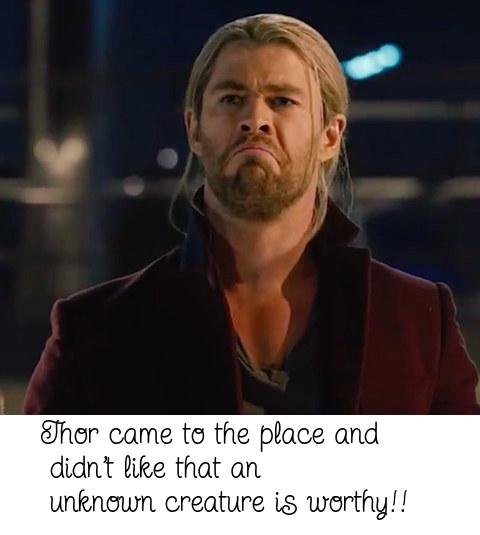 Thor came to the place and
didn't like that an
unknown creature is worthy!!